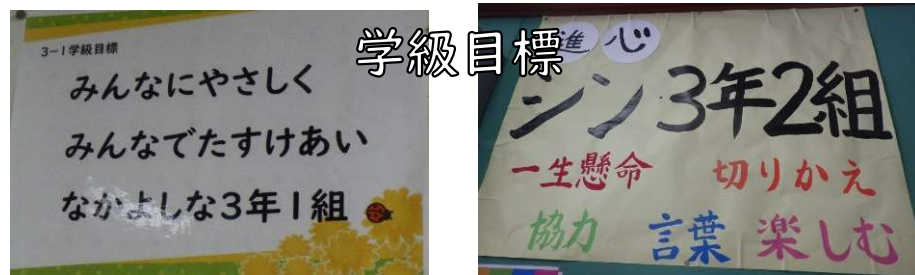 学級目標
3-1学級目標
みんなにやさしく
みんなでたすけあい
なかよしな3年1組
進 心
シン3年2組
一生懸命 切りかえ
協力 言葉 楽しむ